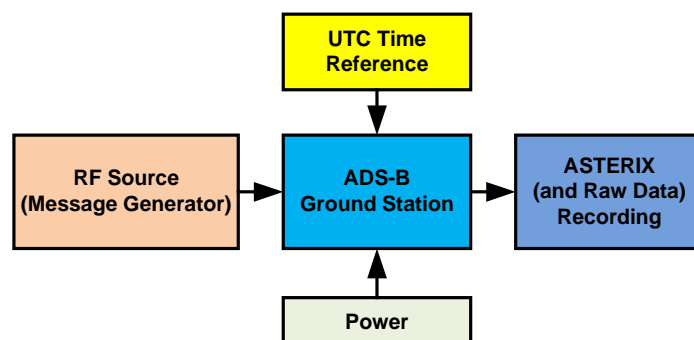 UTC Time
Reference
RF Source
(Message Generator)
ADS-B
Ground Station
ASTERIX
(and Raw Data)
Recording
Power